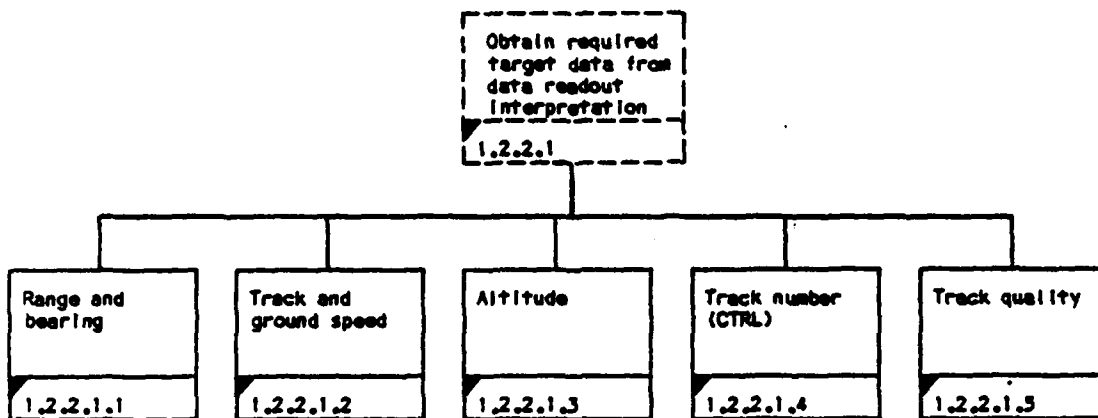 Obtain required
target data from
data readout
interpretation
1.2.2.1
Range and
bearing
1.2.2.1.1
Track and
ground speed
1.2.2.1.2
Altitude
1.2.2.1.3
Track number
(CTRL)
1.2.2.1.4
Track quality
1.2.2.1.5